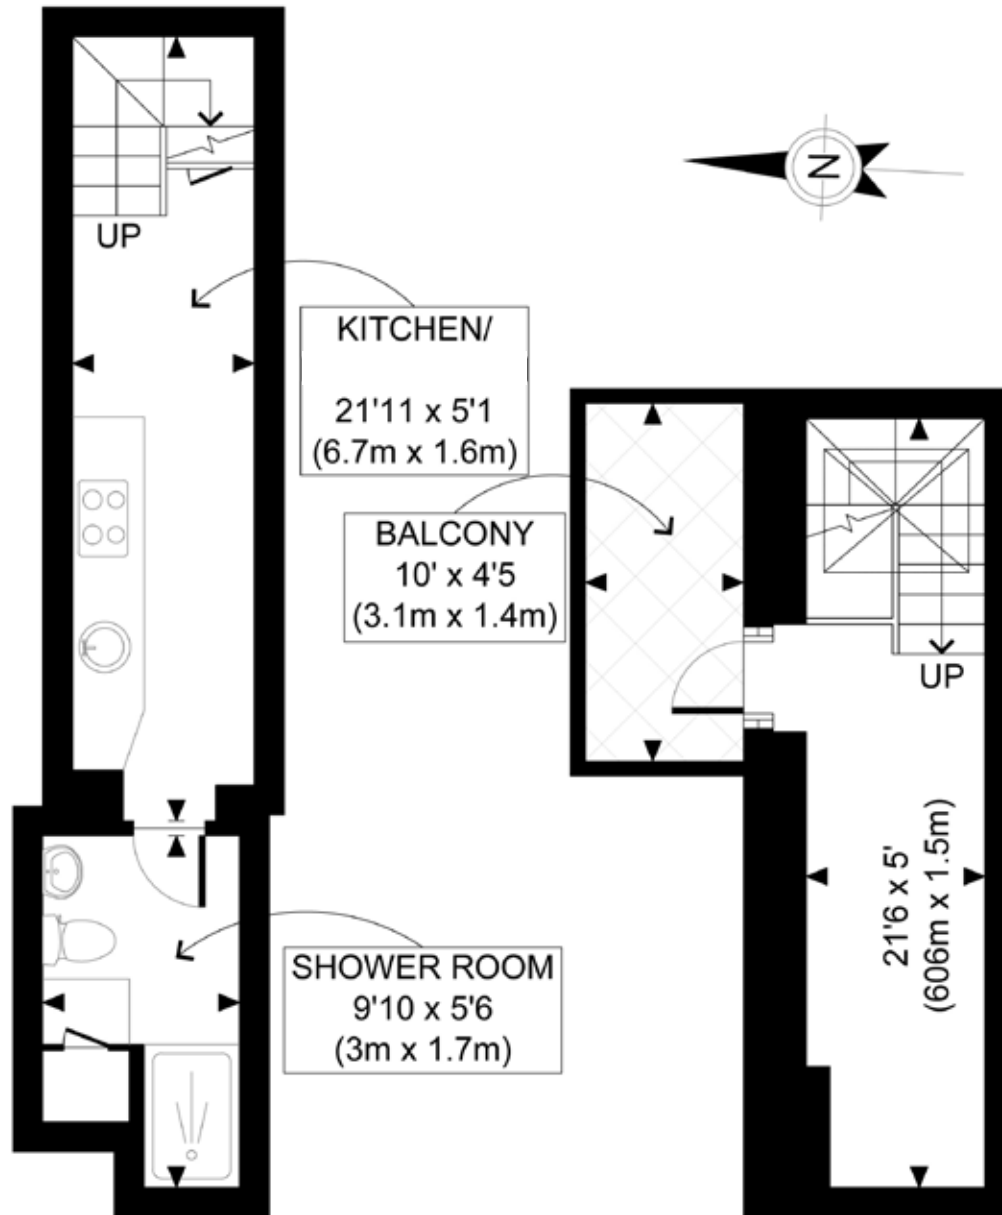 UP
N
KITCHEN/
21'11 x 5'1
(6.7m x 1.6m)
BALCONY
10' x 4'5
(3.1m x 1.4m)
UP
21'6 x 5'
(606m x 1.5m)
SHOWER ROOM
9'10 x 5'6
(3m x 1.7m)